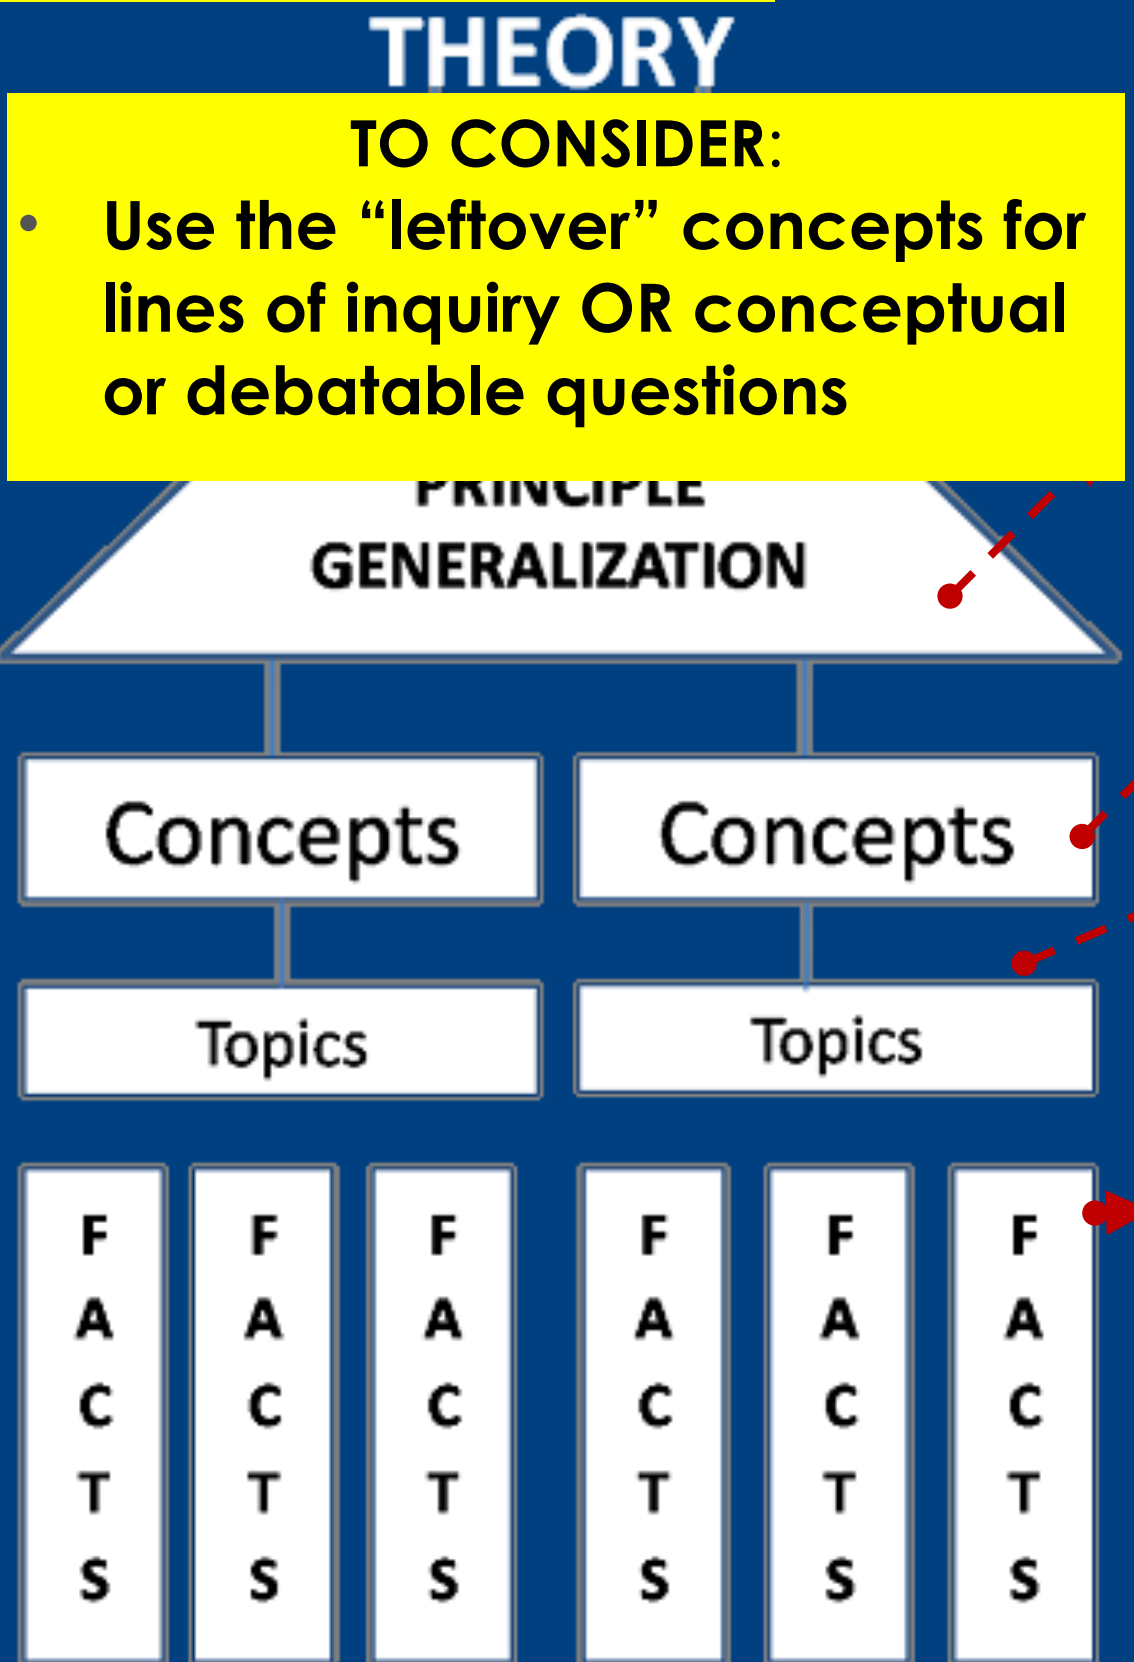 THEORY
TO CONSIDER:
• Use the “leftover” concepts for
lines of inquiry OR conceptual
or debatable questions
PRINCIPLE
GENERALIZATION
Concepts Concepts
Topics Topics
F F F F F F
A A A A A A
C C C C C C
T T T T T T
S S S S S S